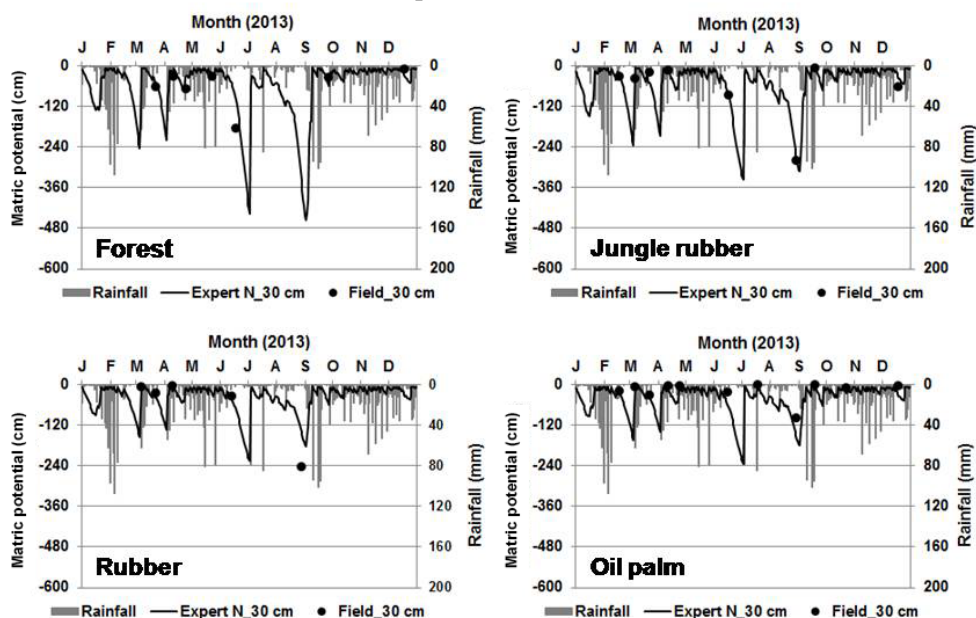 Month (2013)
J F M A M J J A S O N D
Matric potential (cm)
0
-120
-240
-360
-480
-600
Rainfall (mm)
0
40
80
120
160
200
Forest
Rainfall Expert N_30 cm Field_30 cm
Month (2013)
J F M A M J J A S O N D
Matric potential (cm)
0
-120
-240
-360
-480
-600
Rainfall (mm)
0
40
80
120
160
200
Jungle rubber
Rainfall Expert N_30 cm Field_30 cm
Month (2013)
J F M A M J J A S O N D
Matric potential (cm)
0
-120
-240
-360
-480
-600
Rainfall (mm)
0
40
80
120
160
200
Rubber
Rainfall Expert N_30 cm Field_30 cm
Month (2013)
J F M A M J J A S O N D
Matric potential (cm)
0
-120
-240
-360
-480
-600
Rainfall (mm)
0
40
80
120
160
200
Oil palm
Rainfall Expert N_30 cm Field_30 cm